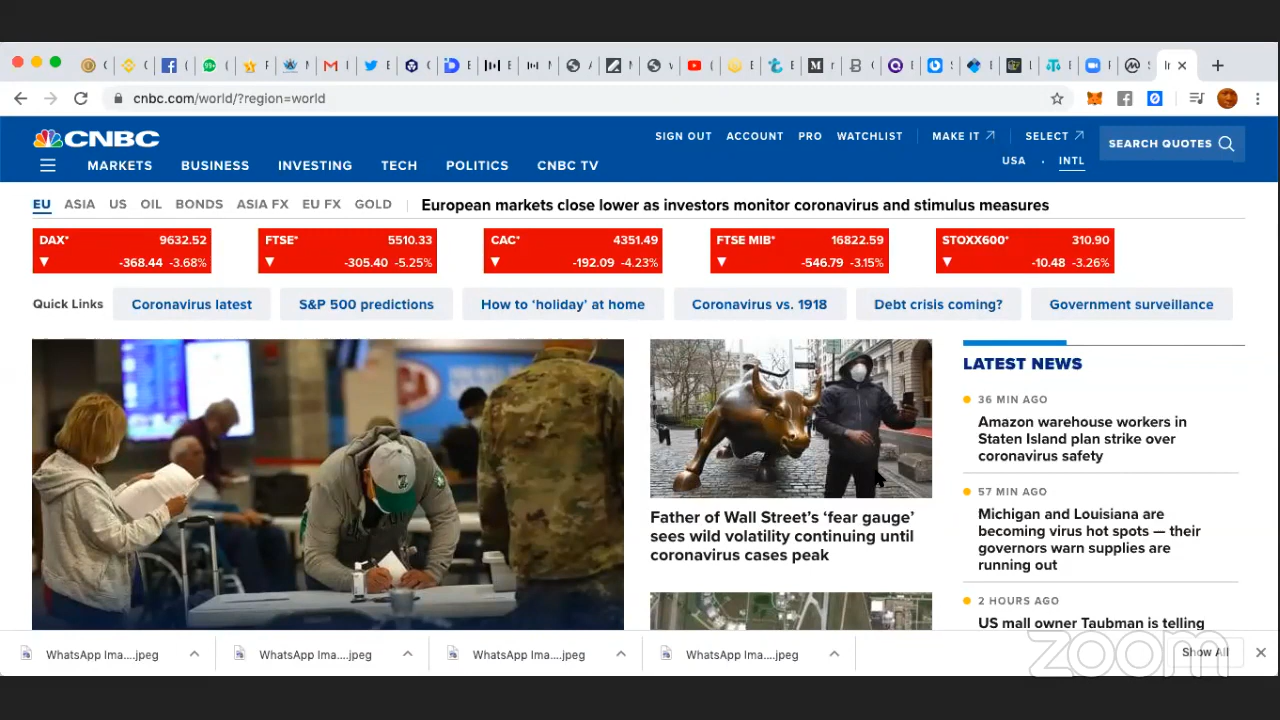 cnbc.com/world/?region=world
CNBC
SIGN OUT ACCOUNT PRO WATCHLIST MAKE IT SELECT
SEARCH QUOTES
USA · INTL
MARKETS BUSINESS INVESTING TECH POLITICS CNBC TV
EU ASIA US OIL BONDS ASIA FX EU FX GOLD
European markets close lower as investors monitor coronavirus and stimulus measures
DAX* 9632.52
-368.44 -3.68%
FTSE* 5510.33
-305.40 -5.25%
CAC* 4351.49
-192.09 -4.23%
FTSE MIB* 16822.59
-546.79 -3.15%
STOXX600* 310.90
-10.48 -3.26%
Quick Links
Coronavirus latest
S&P 500 predictions
How to ‘holiday’ at home
Coronavirus vs. 1918
Debt crisis coming?
Government surveillance
Father of Wall Street’s ‘fear gauge’
sees wild volatility continuing until
coronavirus cases peak
LATEST NEWS
36 MIN AGO
Amazon warehouse workers in
Staten Island plan strike over
coronavirus safety
57 MIN AGO
Michigan and Louisiana are
becoming virus hot spots — their
governors warn supplies are
running out
2 HOURS AGO
US mall owner Taubman is telling
WhatsApp Ima....jpeg
WhatsApp Ima....jpeg
WhatsApp Ima....jpeg
WhatsApp Ima....jpeg
Show All
zoom